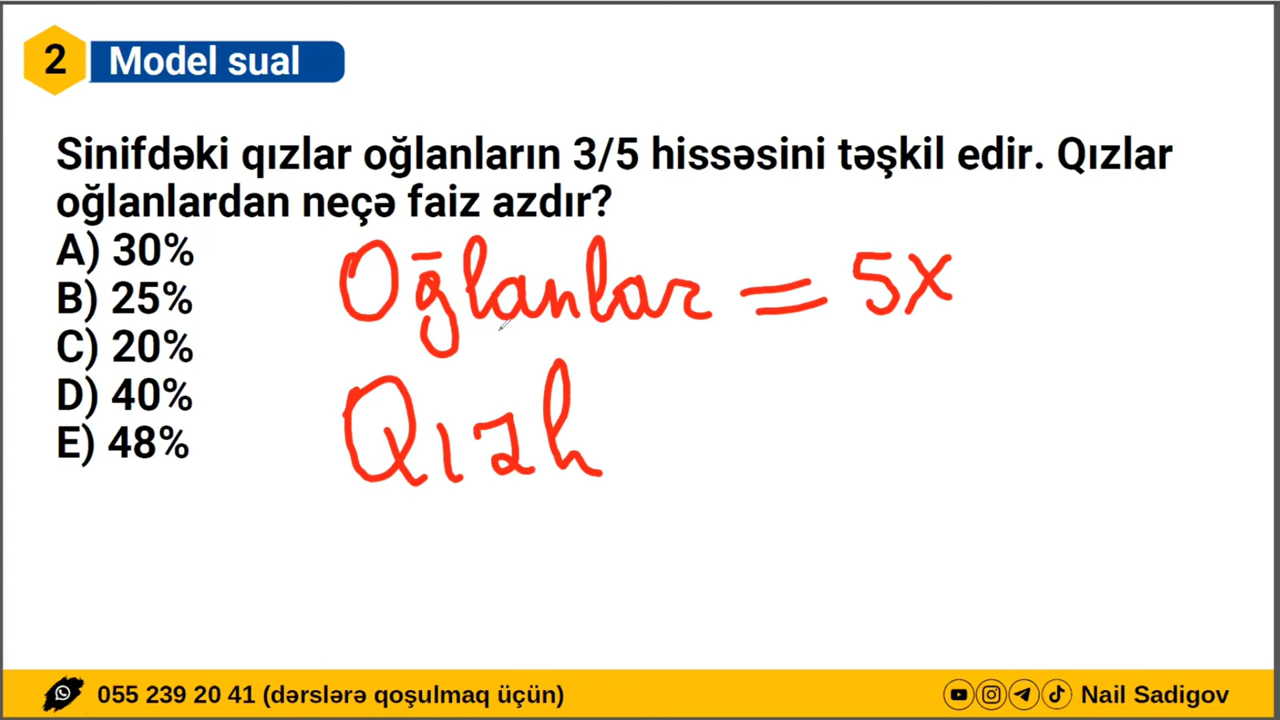 2 Model sual
Sinifdəki qızlar oğlanların 3/5 hissəsini təşkil edir. Qızlar
oğlanlardan neçə faiz azdır?
A) 30%
B) 25%
C) 20%
D) 40%
E) 48%
Oğlanlar = 5x
Qızl
055 239 20 41 (dərslərə qoşulmaq üçün)
Nail Sadigov